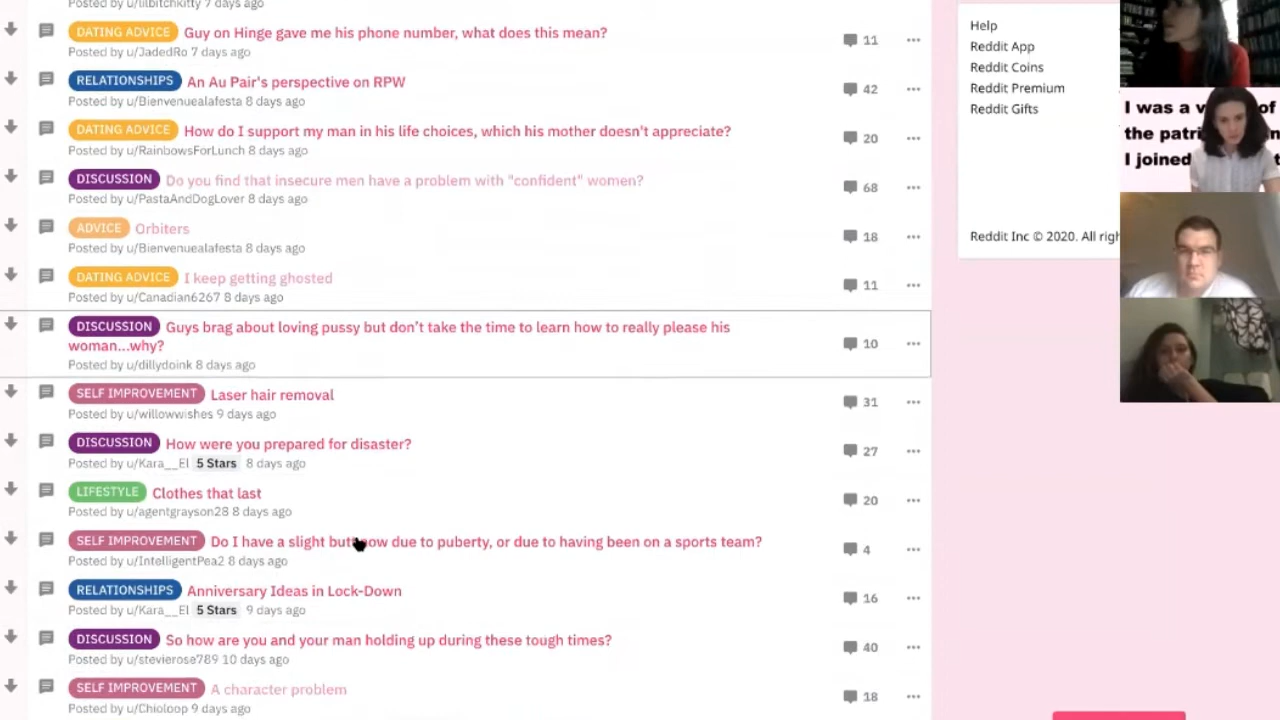 Posted by u/lilbitchkitty 7 days ago
DATING ADVICE Guy on Hinge gave me his phone number, what does this mean?
Posted by u/JadedRo 7 days ago
11
RELATIONSHIPS An Au Pair's perspective on RPW
Posted by u/Bienvenuealafesta 8 days ago
42
DATING ADVICE How do I support my man in his life choices, which his mother doesn't appreciate?
Posted by u/RainbowsForLunch 8 days ago
20
DISCUSSION Do you find that insecure men have a problem with "confident" women?
Posted by u/PastaAndDogLover 8 days ago
68
ADVICE Orbiters
Posted by u/Bienvenuealafesta 8 days ago
18
DATING ADVICE I keep getting ghosted
Posted by u/Canadian6267 8 days ago
11
DISCUSSION Guys brag about loving pussy but don’t take the time to learn how to really please his
woman...why?
Posted by u/dillydoink 8 days ago
10
SELF IMPROVEMENT Laser hair removal
Posted by u/willowwishes 9 days ago
31
DISCUSSION How were you prepared for disaster?
Posted by u/Kara__El 5 Stars 8 days ago
27
LIFESTYLE Clothes that last
Posted by u/agentgrayson28 8 days ago
20
SELF IMPROVEMENT Do I have a slight butt now due to puberty, or due to having been on a sports team?
Posted by u/IntelligentPea2 8 days ago
4
RELATIONSHIPS Anniversary Ideas in Lock-Down
Posted by u/Kara__El 5 Stars 9 days ago
16
DISCUSSION So how are you and your man holding up during these tough times?
Posted by u/stevierose789 10 days ago
40
SELF IMPROVEMENT A character problem
Posted by u/Chioloop 9 days ago
18
Help
Reddit App
Reddit Coins
Reddit Premium
Reddit Gifts
Reddit Inc © 2020. All righ
I was a v of
the patri
I joined